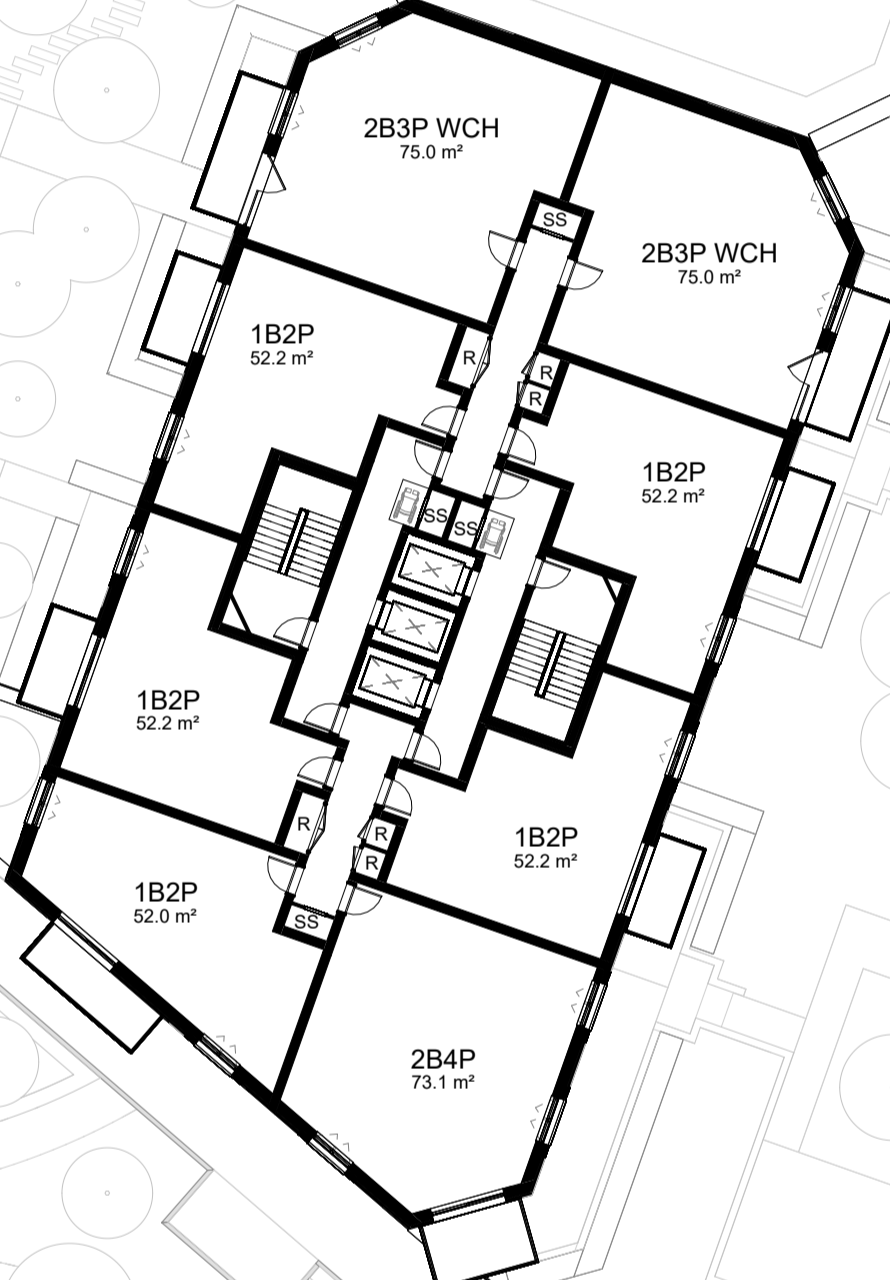 2B3P WCH
75.0 m²
SS
2B3P WCH
75.0 m²
1B2P
52.2 m²
R
R
R
1B2P
52.2 m²
SS
SS
1B2P
52.2 m²
R
R
R
1B2P
52.2 m²
1B2P
52.0 m²
SS
2B4P
73.1 m²